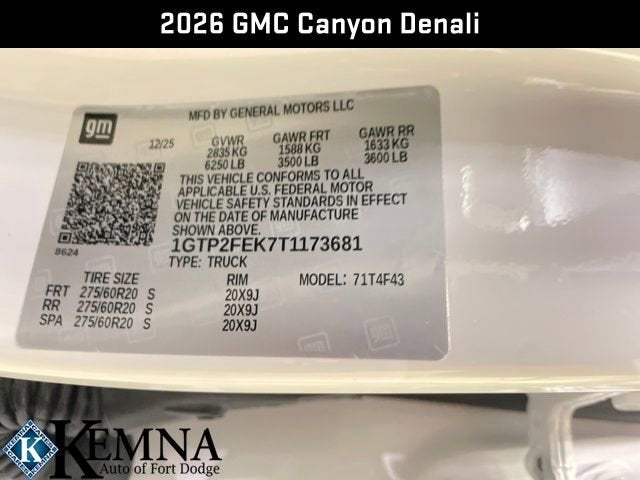 2026 GMC Canyon Denali
gm
MFD BY GENERAL MOTORS LLC
12/25 GVWR GAWR FRT GAWR RR
2835 KG 1588 KG 1633 KG
6250 LB 3500 LB 3600 LB
THIS VEHICLE CONFORMS TO ALL
APPLICABLE U.S. FEDERAL MOTOR
VEHICLE SAFETY STANDARDS IN EFFECT
ON THE DATE OF MANUFACTURE
SHOWN ABOVE.
8624
1GTP2FEK7T1173681
TYPE: TRUCK
TIRE SIZE RIM MODEL: 71T4F43
FRT 275/60R20 S 20X9J
RR 275/60R20 S 20X9J
SPA 275/60R20 S 20X9J
K
KEMNA
Auto of Fort Dodge